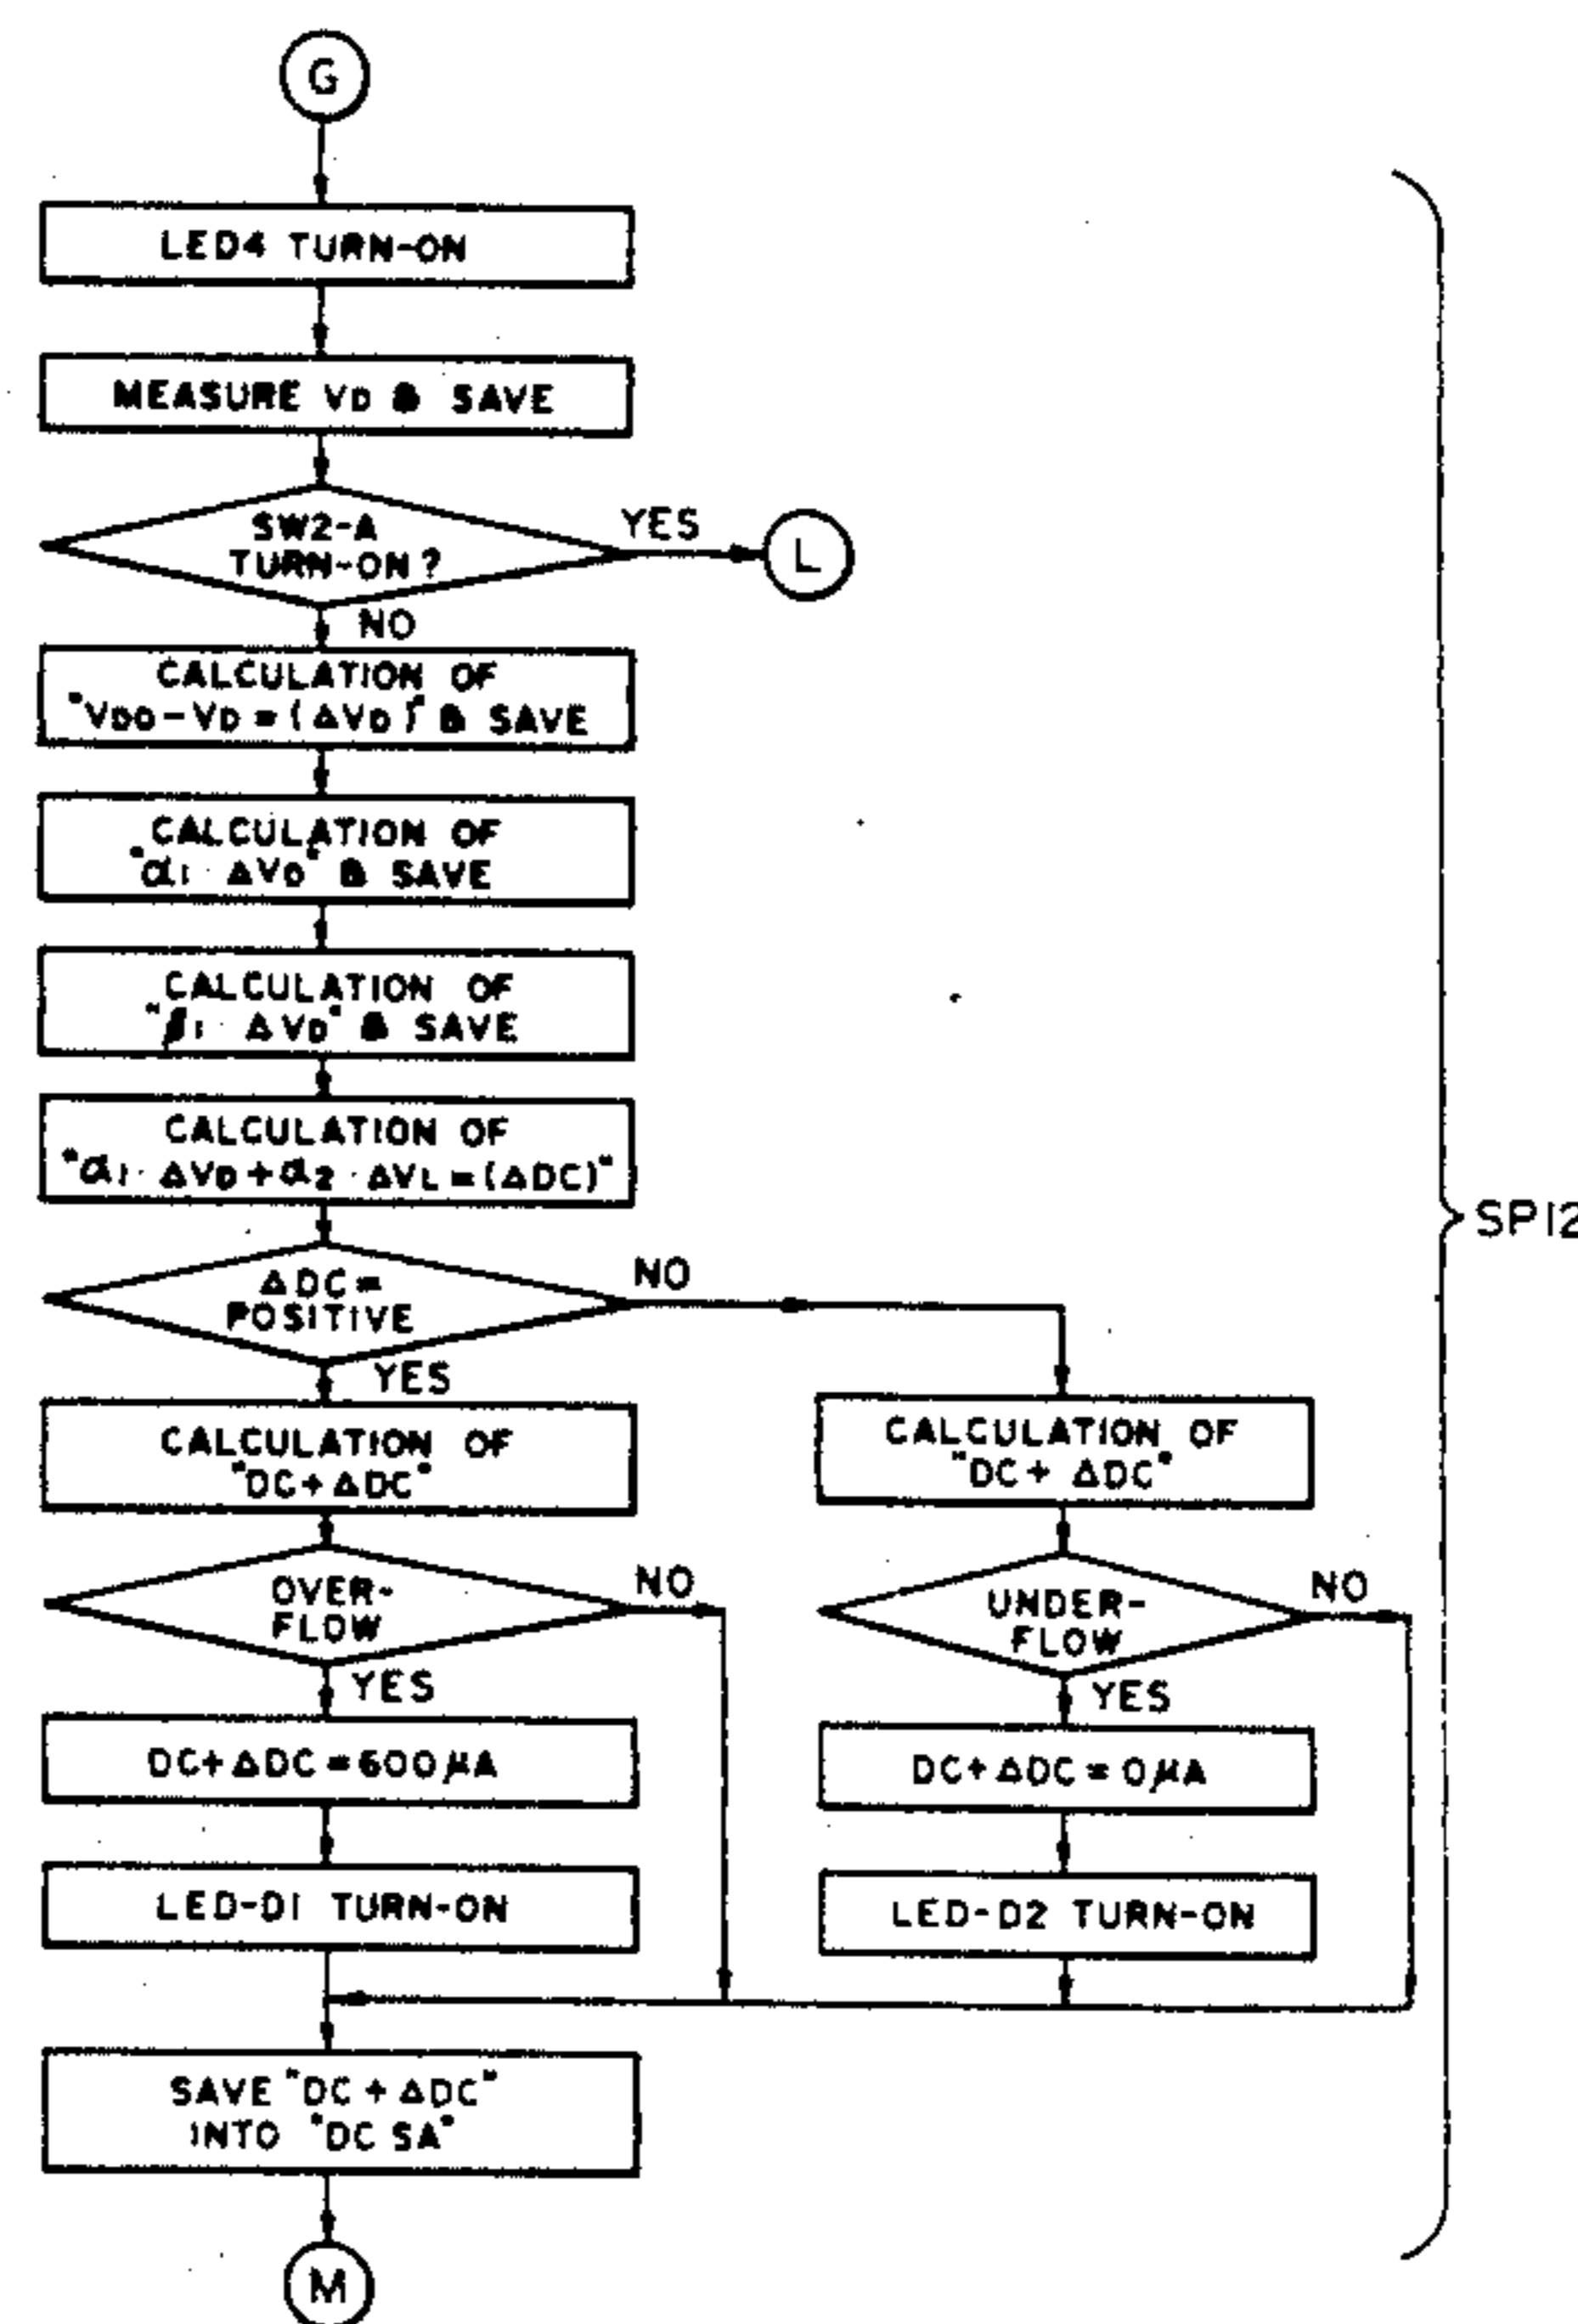 G
LED4 TURN-ON
MEASURE VD & SAVE
SW2-A
TURN-ON?
YES
L
NO
CALCULATION OF
"VDO-VD=(ΔVD)" & SAVE
CALCULATION OF
"α1·ΔVD" & SAVE
CALCULATION OF
"β1·ΔVD" & SAVE
CALCULATION OF
"α1·ΔVD+α2·ΔVL=(ΔDC)"
SP12
ΔDC=
POSITIVE
NO
YES
CALCULATION OF
"DC+ΔDC"
CALCULATION OF
"DC+ ΔDC"
OVER-
FLOW
NO
UNDER-
FLOW
NO
YES
YES
DC+ΔDC=600μA
DC+ΔDC=0μA
LED-D1 TURN-ON
LED-D2 TURN-ON
SAVE "DC+ΔDC"
INTO "DC SA"
M